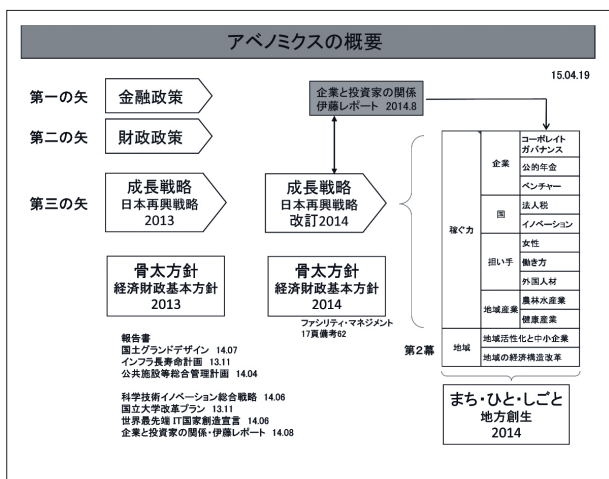 アベノミクスの概要
15.04.19
第一の矢
金融政策
企業と投資家の関係
伊藤レポート 2014.8
第二の矢
財政政策
第三の矢
成長戦略
日本再興戦略
2013
成長戦略
日本再興戦略
改訂2014
稼ぐ力
企業
コーポレイト
ガバナンス
公的年金
ベンチャー
国
法人税
イノベーション
担い手
女性
働き方
外国人材
地域産業
農林水産業
健康産業
第2幕
地域
地域活性化と中小企業
地域の経済構造改革
骨太方針
経済財政基本方針
2013
骨太方針
経済財政基本方針
2014
ファシリティ・マネジメント
17頁備考62
まち・ひと・しごと
地方創生
2014
報告書
国土グランドデザイン 14.07
インフラ長寿命計画 13.11
公共施設等総合管理計画 14.04
科学技術イノベーション総合戦略 14.06
国立大学改革プラン 13.11
世界最先端 IT国家創造宣言 14.06
企業と投資家の関係・伊藤レポート 14.08